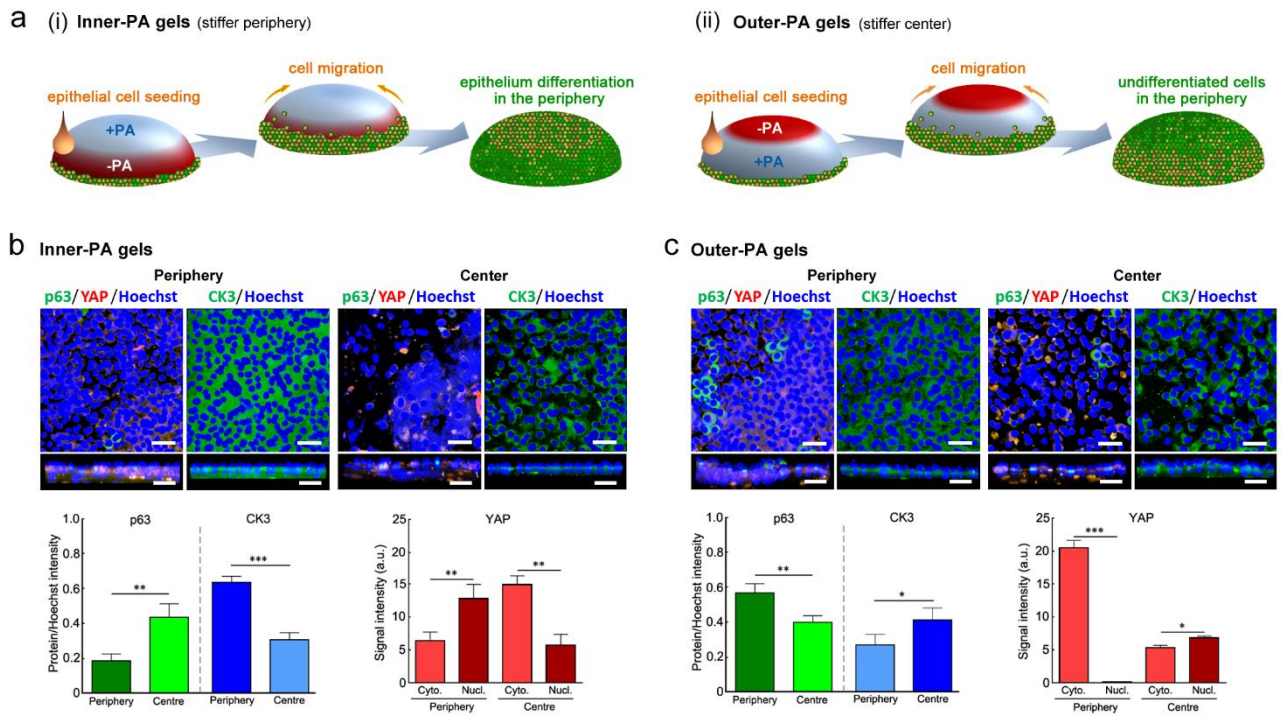 a
(i) Inner-PA gels (stiffer periphery)
epithelial cell seeding
+PA
-PA
cell migration
epithelium differentiation
in the periphery
(ii) Outer-PA gels (stiffer center)
epithelial cell seeding
-PA
+PA
cell migration
undifferentiated cells
in the periphery
b Inner-PA gels
Periphery
Center
p63/YAP/Hoechst
CK3/Hoechst
p63/YAP/Hoechst
CK3/Hoechst
Protein/Hoechst intensity
1.0
0.8
0.6
0.4
0.2
0
p63
CK3
**
***
Periphery
Centre
Periphery
Centre
Signal intensity (a.u.)
25
20
15
10
5
0
YAP
**
**
Cyto.
Nucl.
Cyto.
Nucl.
Periphery
Centre
c Outer-PA gels
Periphery
Center
p63/YAP/Hoechst
CK3/Hoechst
p63/YAP/Hoechst
CK3/Hoechst
Protein/Hoechst intensity
1.0
0.8
0.6
0.4
0.2
0
p63
CK3
**
*
Periphery
Centre
Periphery
Centre
Signal intensity (a.u.)
25
20
15
10
5
0
YAP
***
*
Cyto.
Nucl.
Cyto.
Nucl.
Periphery
Centre